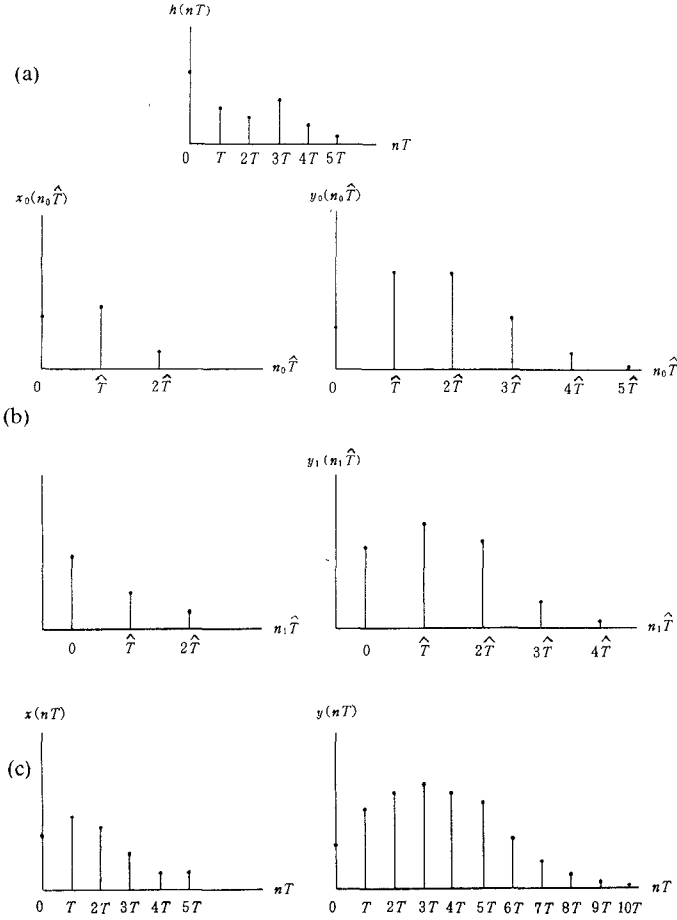 h(nT)
(a)
0 T 2T 3T 4T 5T nT
x₀(n₀T̂) y₀(n₀T̂)
0 T̂ 2T̂ n₀T̂ 0 T̂ 2T̂ 3T̂ 4T̂ 5T̂ n₀T̂
(b)
y₁(n₁T̂)
0 T̂ 2T̂ n₁T̂ 0 T̂ 2T̂ 3T̂ 4T̂ n₁T̂
x(nT) y(nT)
(c)
0 T 2T 3T 4T 5T nT 0 T 2T 3T 4T 5T 6T 7T 8T 9T 10T nT